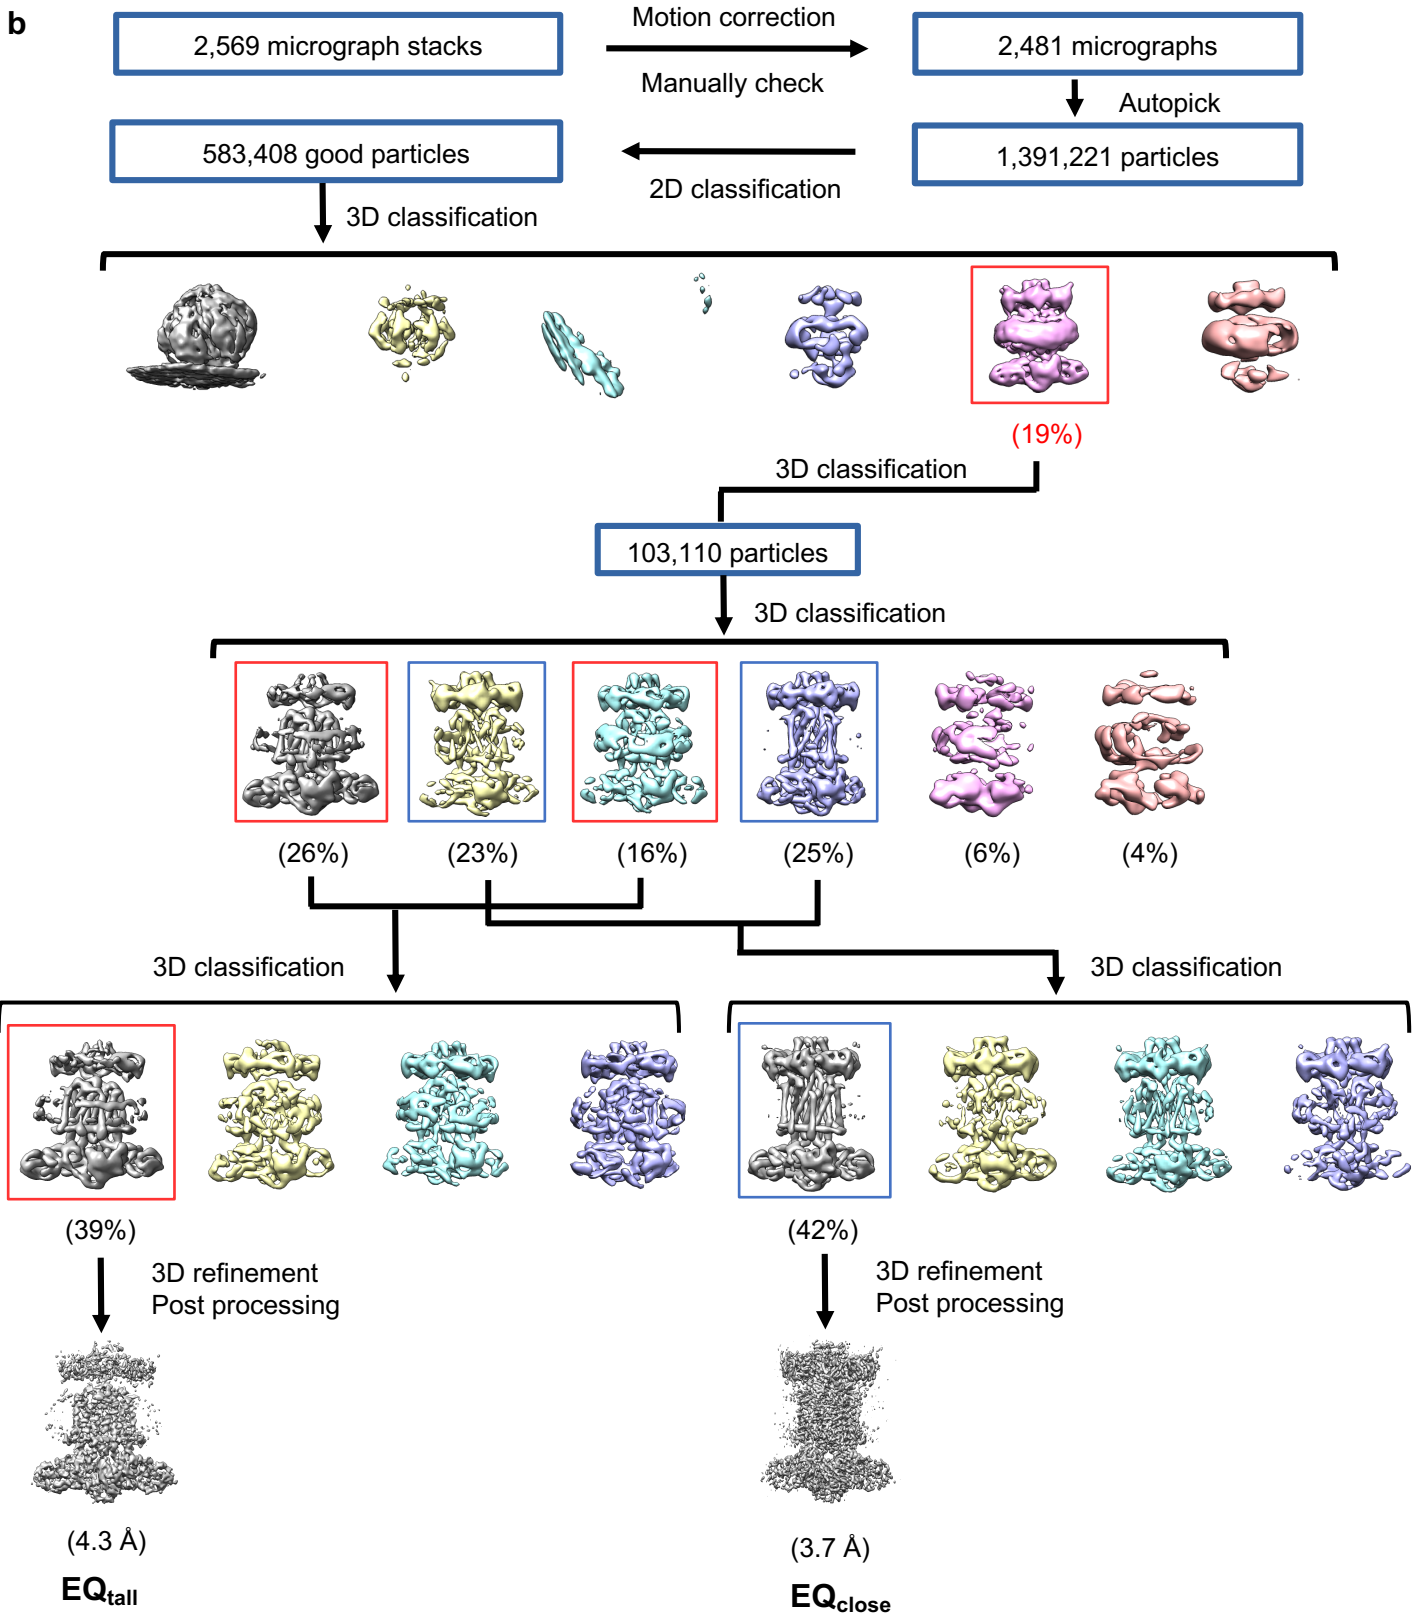 b
2,569 micrograph stacks
Motion correction
Manually check
2,481 micrographs
Autopick
583,408 good particles
2D classification
1,391,221 particles
3D classification
(19%)
3D classification
103,110 particles
3D classification
(26%) (23%) (16%) (25%) (6%) (4%)
3D classification
3D classification
(39%)
(42%)
3D refinement
Post processing
3D refinement
Post processing
(4.3 Å)
(3.7 Å)
EQtall
EQclose